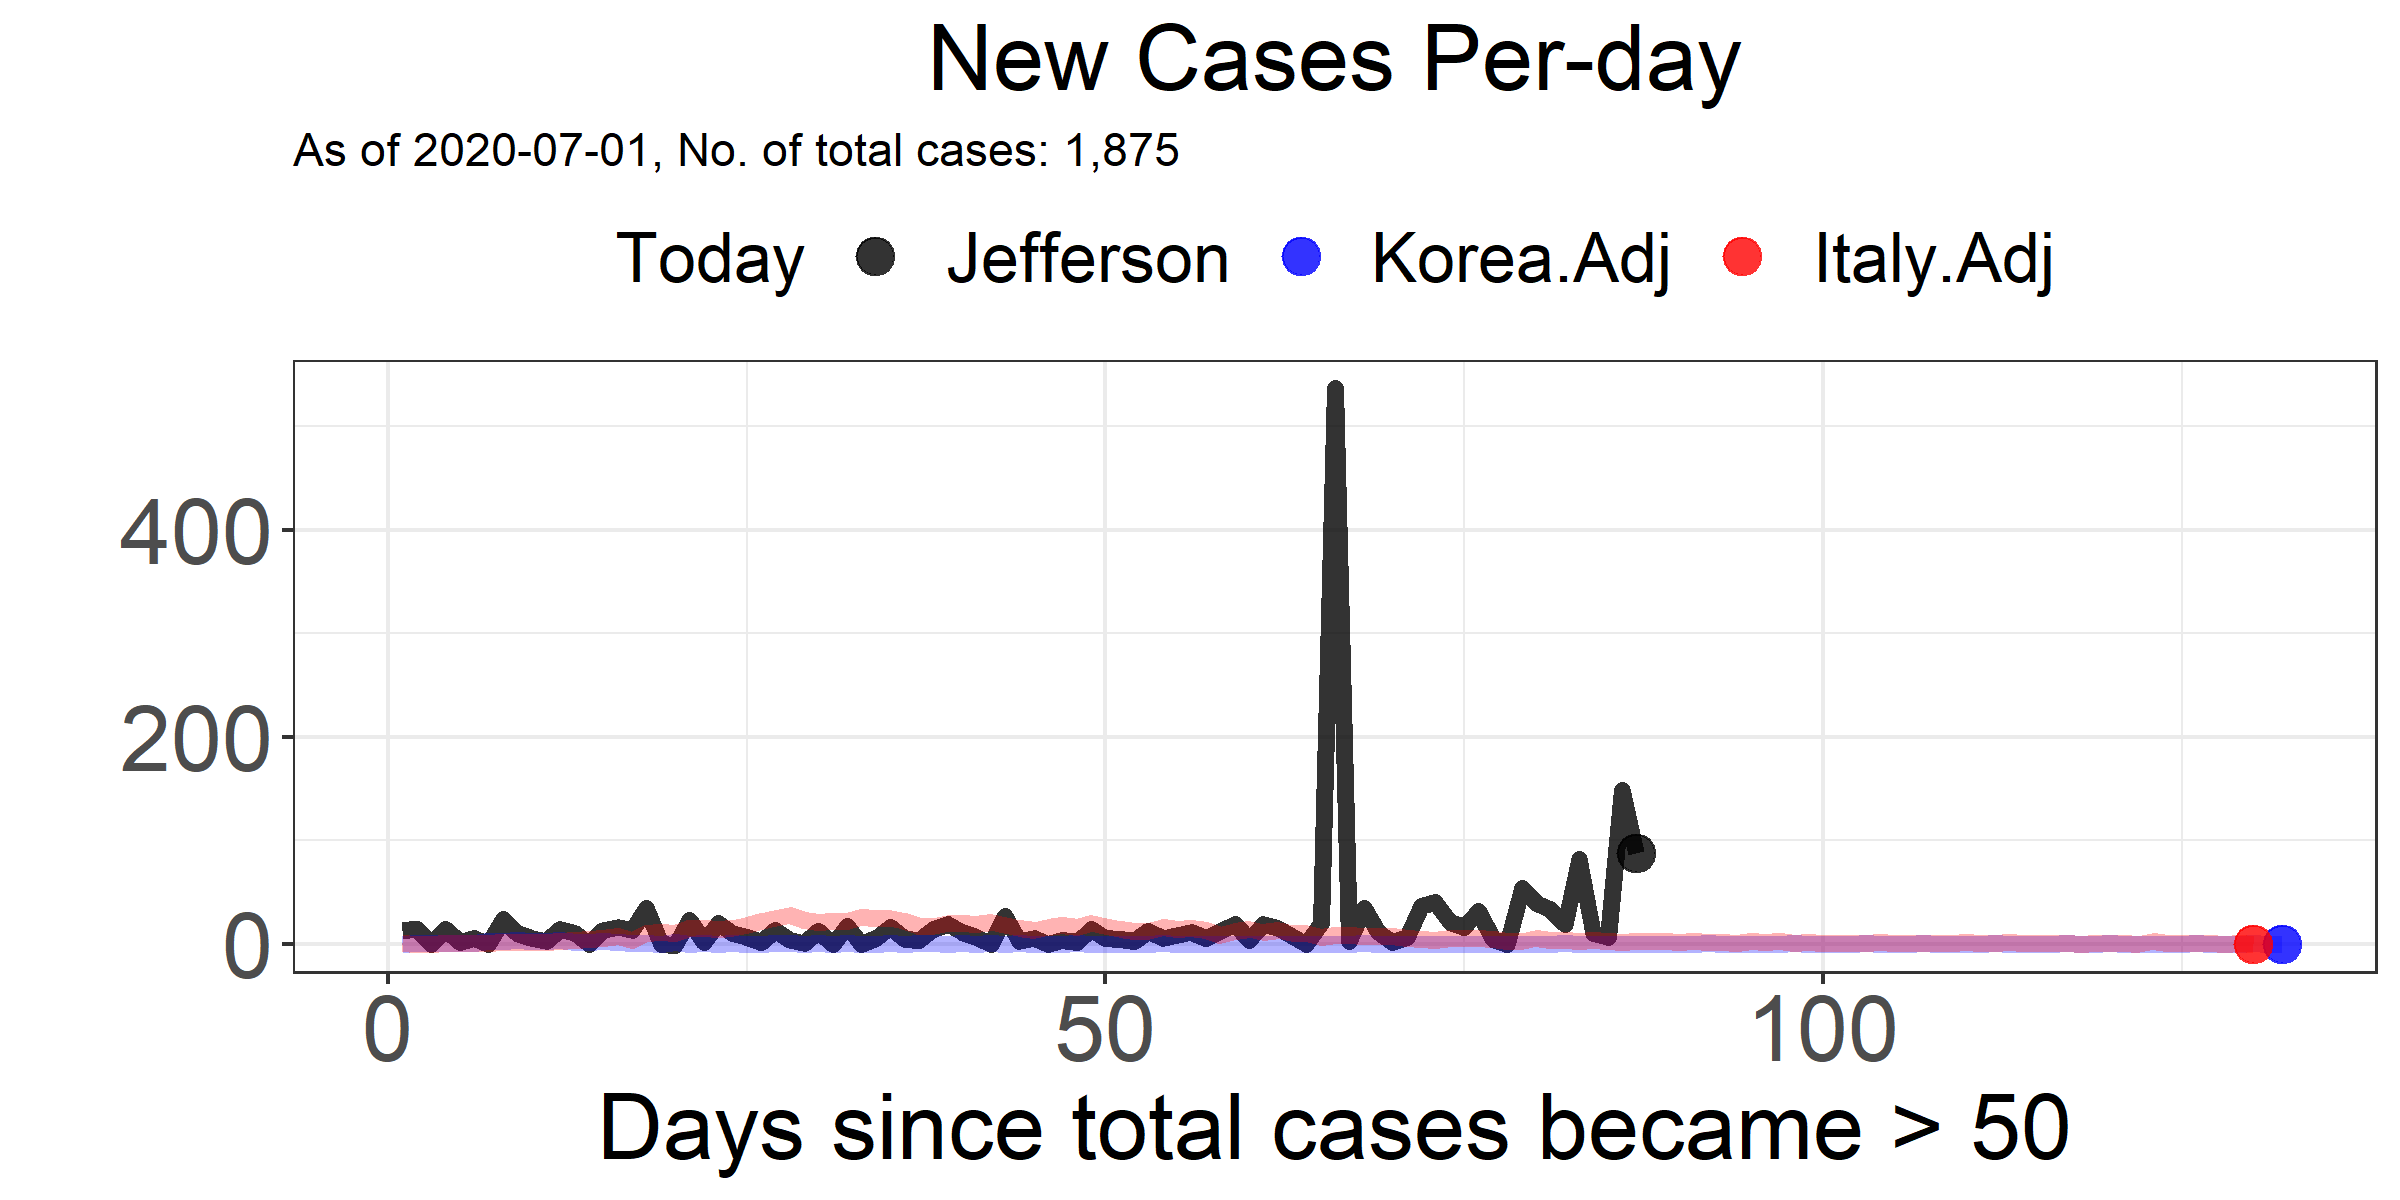 New Cases Per-day
As of 2020-07-01, No. of total cases: 1,875
Today Jefferson Korea.Adj Italy.Adj
400
200
0
0 50 100
Days since total cases became > 50